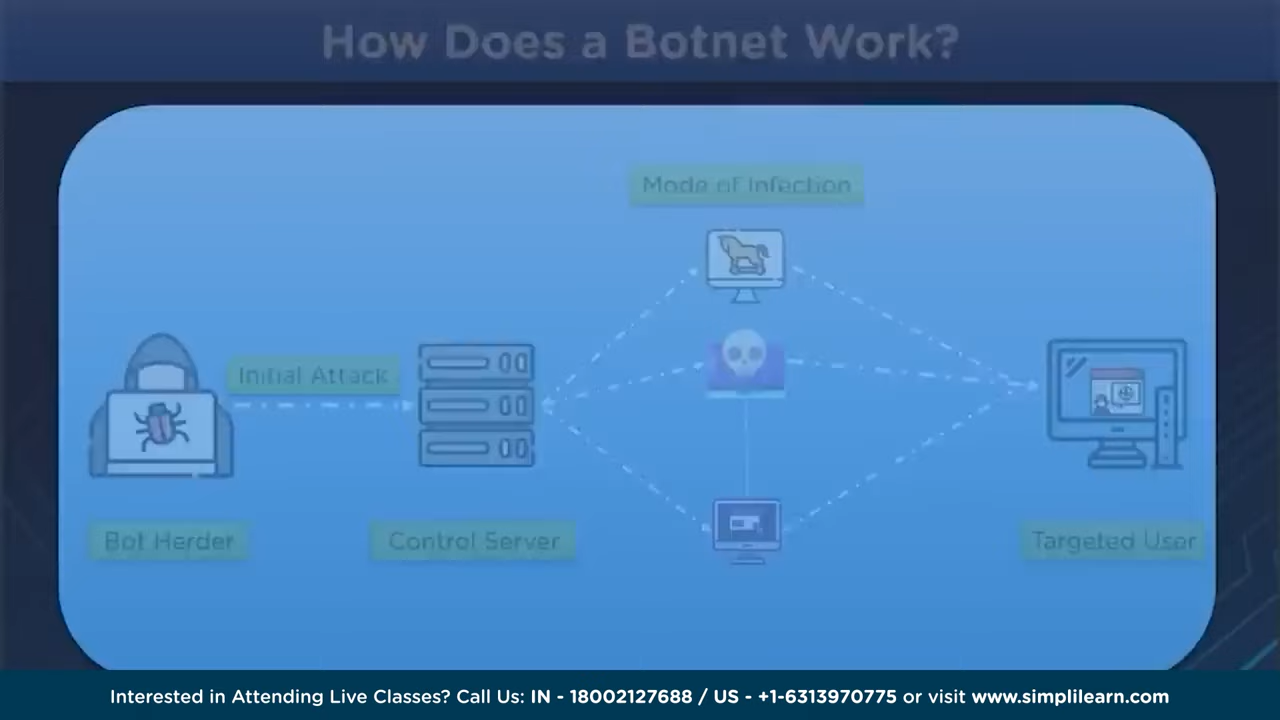 How Does a Botnet Work?
Mode of Infection
Initial Attack
Bot Herder
Control Server
Targeted User
Interested in Attending Live Classes? Call Us: IN - 18002127688 / US - +1-6313970775 or visit www.simplilearn.com